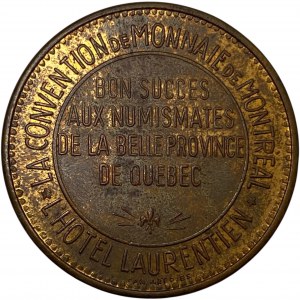 LA CONVENTION DE MONNAIE DE MONTREAL
BON SUCCES
AUX NUMISMATES
DE LA BELLE PROVINCE
DE QUEBEC
L'HOTEL LAURENTIEN